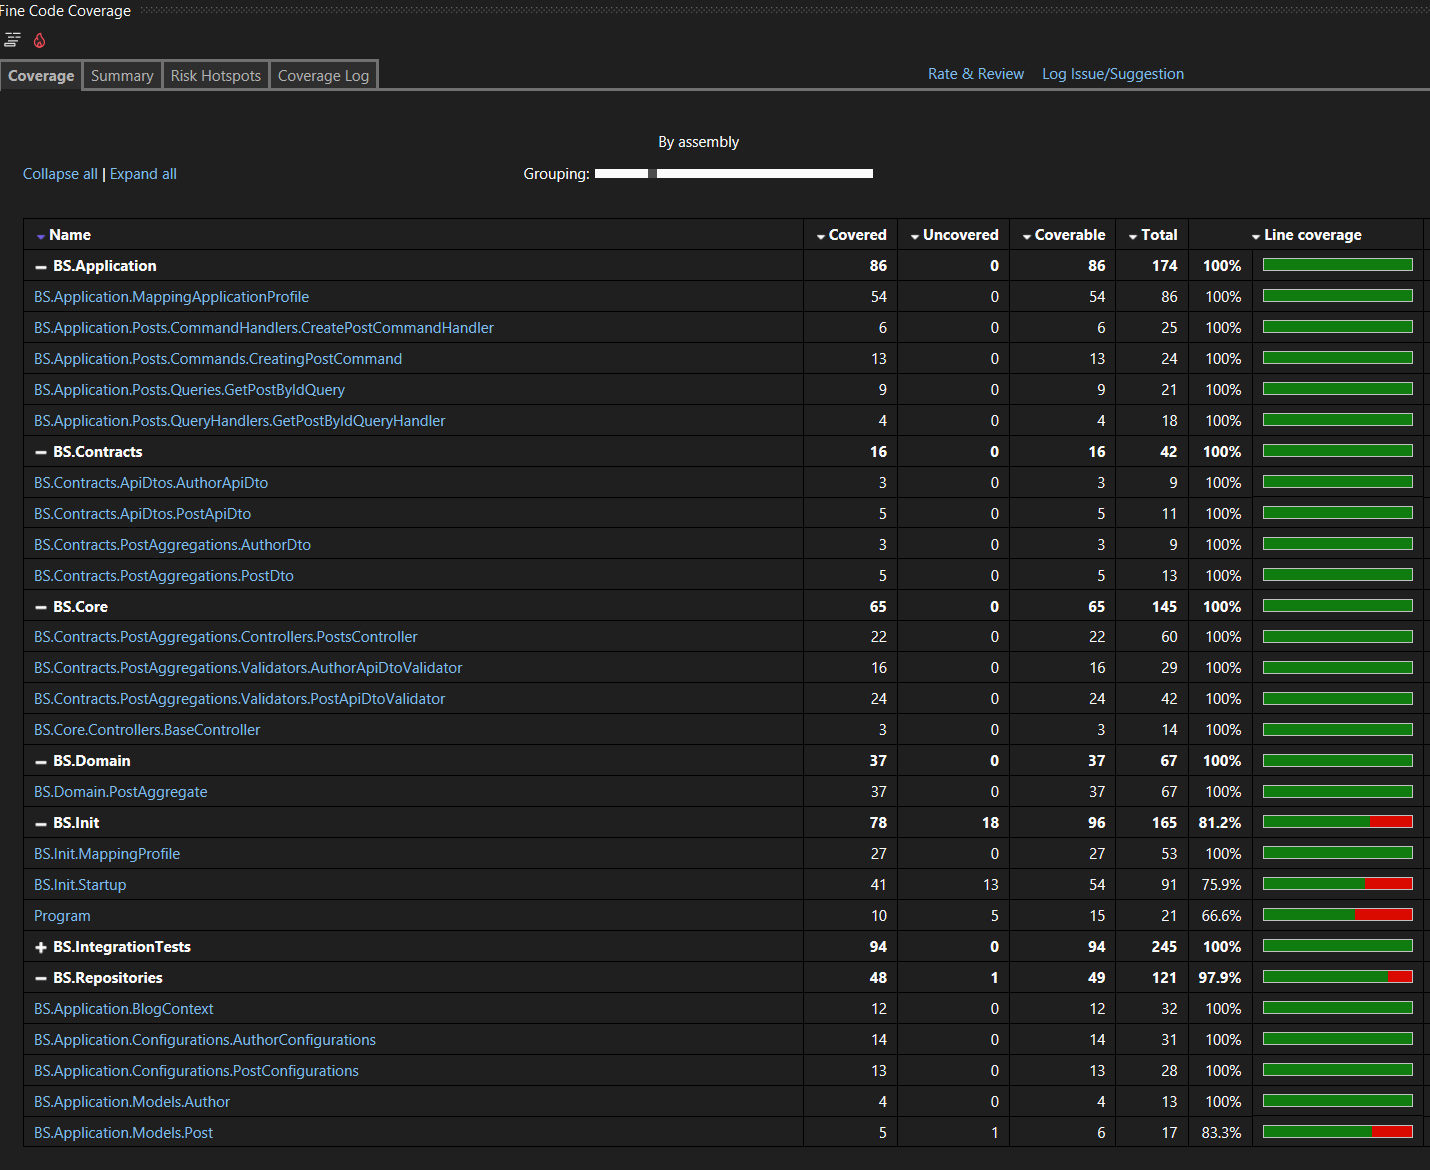 Fine Code Coverage
Coverage Summary Risk Hotspots Coverage Log Rate & Review Log Issue/Suggestion
By assembly
Collapse all | Expand all Grouping:
Name Covered Uncovered Coverable Total Line coverage
BS.Application 86 0 86 174 100%
BS.Application.MappingApplicationProfile 54 0 54 86 100%
BS.Application.Posts.CommandHandlers.CreatePostCommandHandler 6 0 6 25 100%
BS.Application.Posts.Commands.CreatingPostCommand 13 0 13 24 100%
BS.Application.Posts.Queries.GetPostByIdQuery 9 0 9 21 100%
BS.Application.Posts.QueryHandlers.GetPostByIdQueryHandler 4 0 4 18 100%
BS.Contracts 16 0 16 42 100%
BS.Contracts.ApiDtos.AuthorApiDto 3 0 3 9 100%
BS.Contracts.ApiDtos.PostApiDto 5 0 5 11 100%
BS.Contracts.PostAggregations.AuthorDto 3 0 3 9 100%
BS.Contracts.PostAggregations.PostDto 5 0 5 13 100%
BS.Core 65 0 65 145 100%
BS.Contracts.PostAggregations.Controllers.PostsController 22 0 22 60 100%
BS.Contracts.PostAggregations.Validators.AuthorApiDtoValidator 16 0 16 29 100%
BS.Contracts.PostAggregations.Validators.PostApiDtoValidator 24 0 24 42 100%
BS.Core.Controllers.BaseController 3 0 3 14 100%
BS.Domain 37 0 37 67 100%
BS.Domain.PostAggregate 37 0 37 67 100%
BS.Init 78 18 96 165 81.2%
BS.Init.MappingProfile 27 0 27 53 100%
BS.Init.Startup 41 13 54 91 75.9%
Program 10 5 15 21 66.6%
BS.IntegrationTests 94 0 94 245 100%
BS.Repositories 48 1 49 121 97.9%
BS.Application.BlogContext 12 0 12 32 100%
BS.Application.Configurations.AuthorConfigurations 14 0 14 31 100%
BS.Application.Configurations.PostConfigurations 13 0 13 28 100%
BS.Application.Models.Author 4 0 4 13 100%
BS.Application.Models.Post 5 1 6 17 83.3%